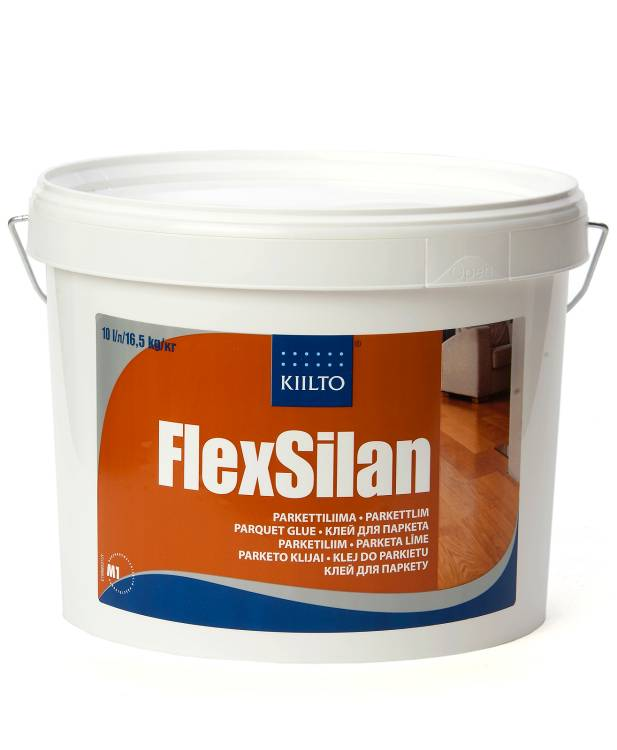 Open
10 l/л/16,5 kg/кг
KIILTO
®
FlexSilan
PARKETTILIIMA • PARKETTLIM
PARQUET GLUE • КЛЕЙ ДЛЯ ПАРКЕТА
PARKETILIIM • PARKETA LĪME
PARKETO KLIJAI • KLEJ DO PARKIETU
КЛЕЙ ДЛЯ ПАРКЕТУ
M1